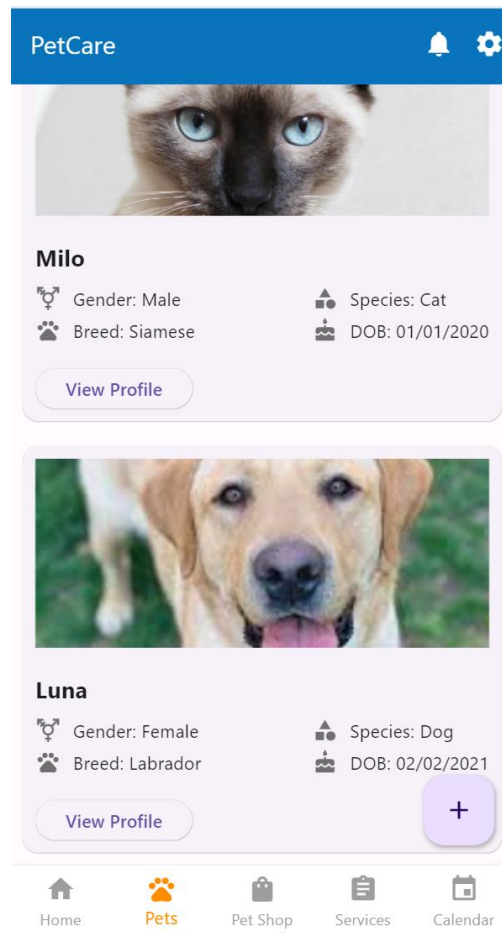 PetCare
Milo
Gender: Male Species: Cat
Breed: Siamese DOB: 01/01/2020
View Profile
Luna
Gender: Female Species: Dog
Breed: Labrador DOB: 02/02/2021
View Profile
+
Home Pets Pet Shop Services Calendar